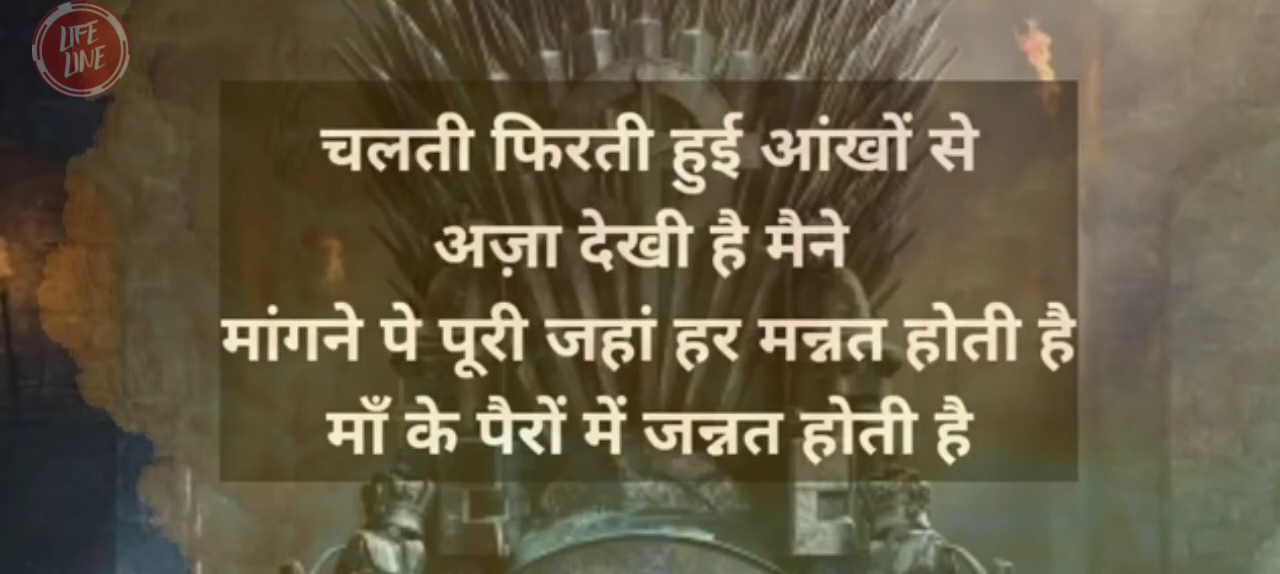 LIFE
LINE
चलती फिरती हुई आंखों से
अज़ा देखी है मैने
मांगने पे पूरी जहां हर मन्नत होती है
माँ के पैरों में जन्नत होती है